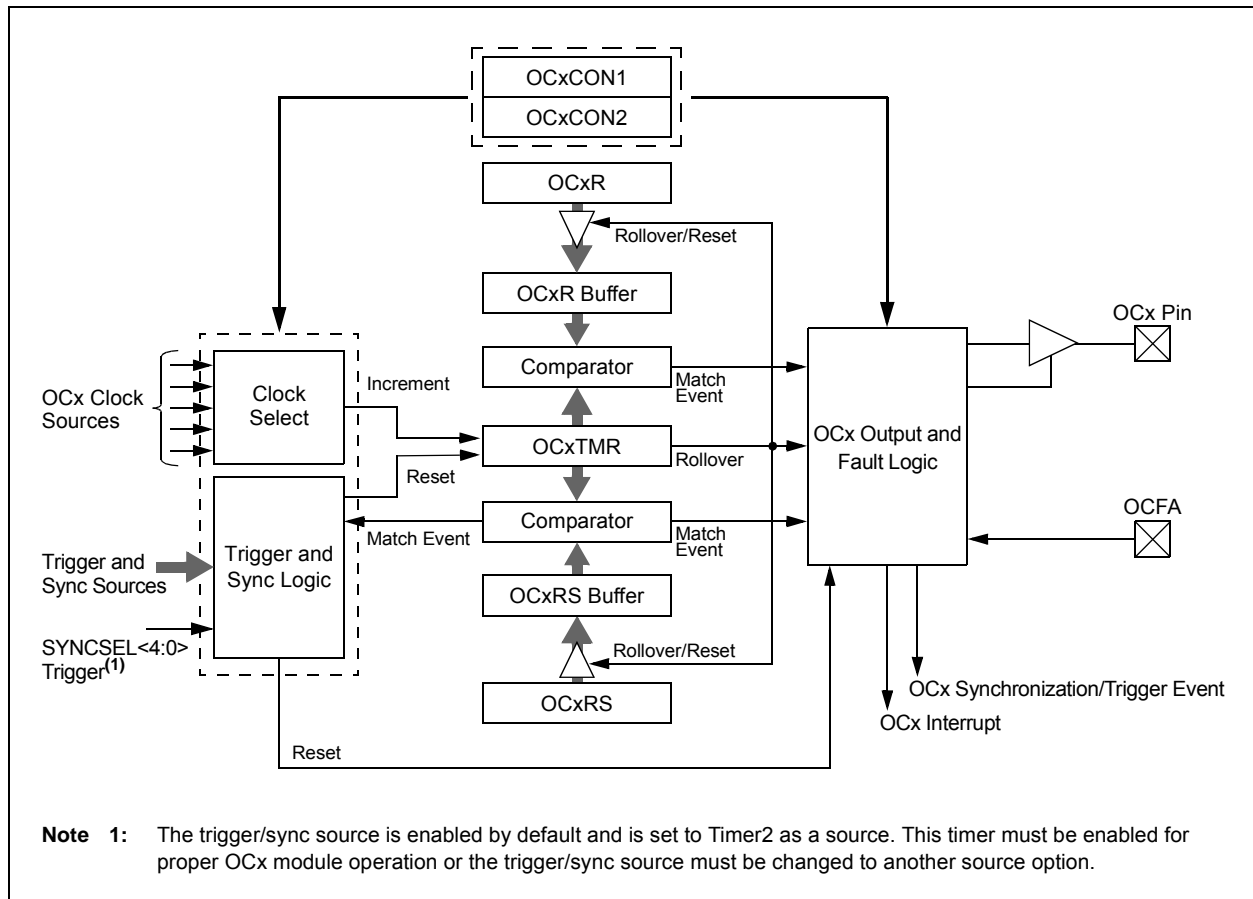 OCxCON1
OCxCON2
OCxR
Rollover/Reset
OCxR Buffer
OCx Pin
Comparator
Increment
Match
Event
OCx Clock
Sources
Clock
Select
OCxTMR
Rollover
OCx Output and
Fault Logic
Reset
Comparator
Match Event
Match
Event
OCFA
Trigger and
Sync Sources
Trigger and
Sync Logic
OCxRS Buffer
SYNCSEL<4:0>
Trigger(1)
Rollover/Reset
OCxRS
OCx Synchronization/Trigger Event
OCx Interrupt
Reset
Note 1: The trigger/sync source is enabled by default and is set to Timer2 as a source. This timer must be enabled for
proper OCx module operation or the trigger/sync source must be changed to another source option.